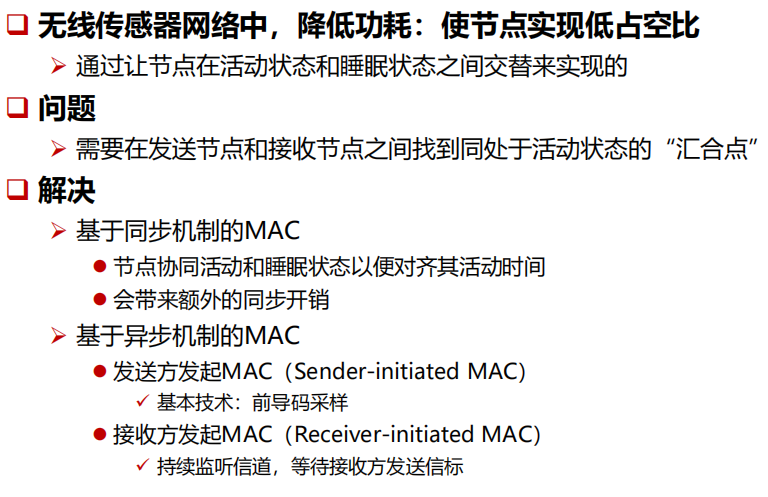 无线传感器网络中，降低功耗：使节点实现低占空比
通过让节点在活动状态和睡眠状态之间交替来实现的
问题
需要在发送节点和接收节点之间找到同处于活动状态的“汇合点”
解决
基于同步机制的MAC
节点协同活动和睡眠状态以便对齐其活动时间
会带来额外的同步开销
基于异步机制的MAC
发送方发起MAC（Sender-initiated MAC）
基本技术：前导码采样
接收方发起MAC（Receiver-initiated MAC）
持续监听信道，等待接收方发送信标